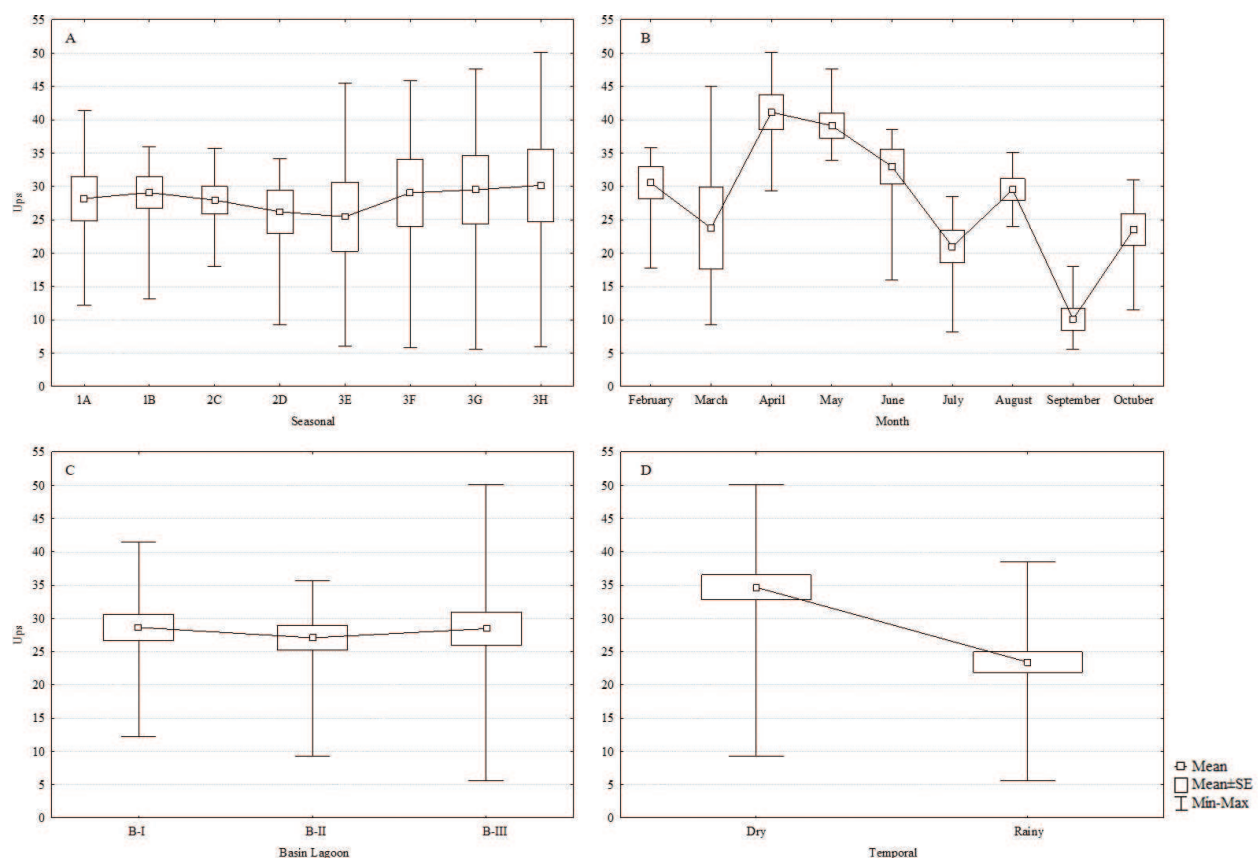 A
55
50
45
40
35
30
25
20
15
10
5
0
Ups
1A 1B 2C 2D 3E 3F 3G 3H
Seasonal
B
55
50
45
40
35
30
25
20
15
10
5
0
February March April May June July August September Octuber
Month
C
55
50
45
40
35
30
25
20
15
10
5
0
Ups
B-I B-II B-III
Basin Lagoon
D
55
50
45
40
35
30
25
20
15
10
5
0
Dry Rainy
Temporal
Mean
Mean±SE
Min-Max